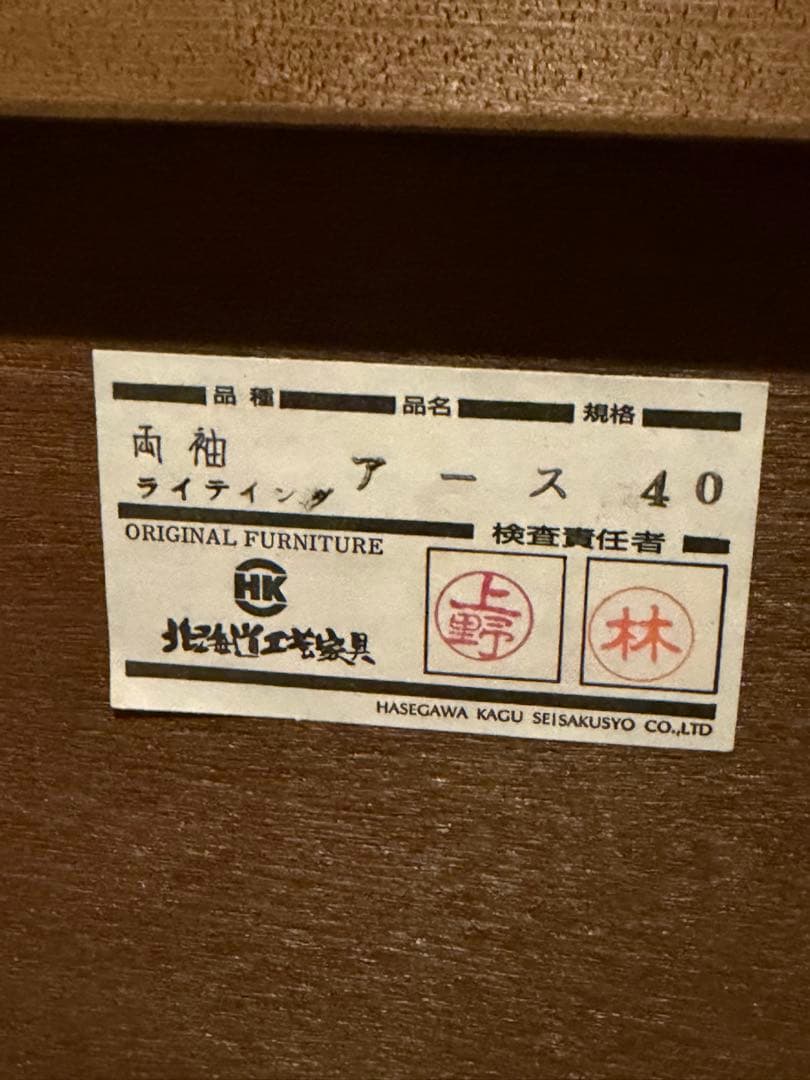 品種 品名 規格
両袖 アース 40
ライティング
ORIGINAL FURNITURE 検査責任者
HK
上野 林
北海道工芸家具
HASEGAWA KAGU SEISAKUSYO CO.,LTD